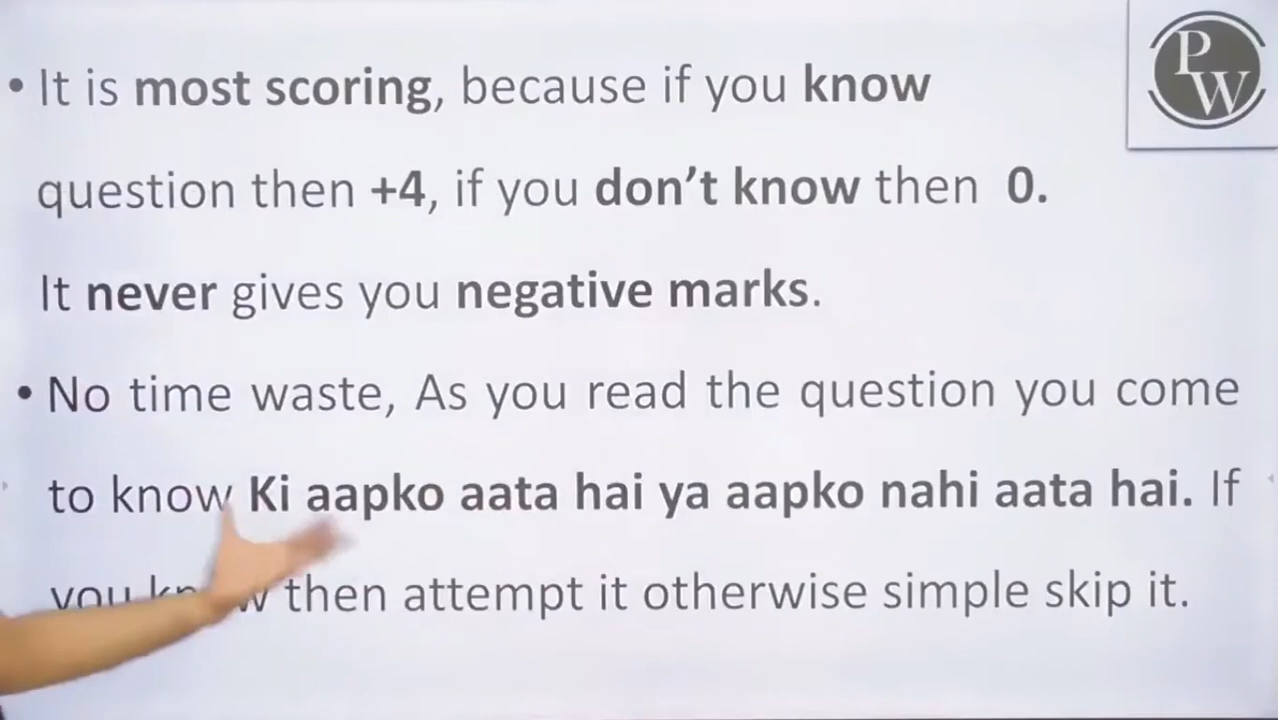 • It is most scoring, because if you know
question then +4, if you don't know then 0.
It never gives you negative marks.
• No time waste, As you read the question you come
to know Ki aapko aata hai ya aapko nahi aata hai. If
you know then attempt it otherwise simple skip it.
PW